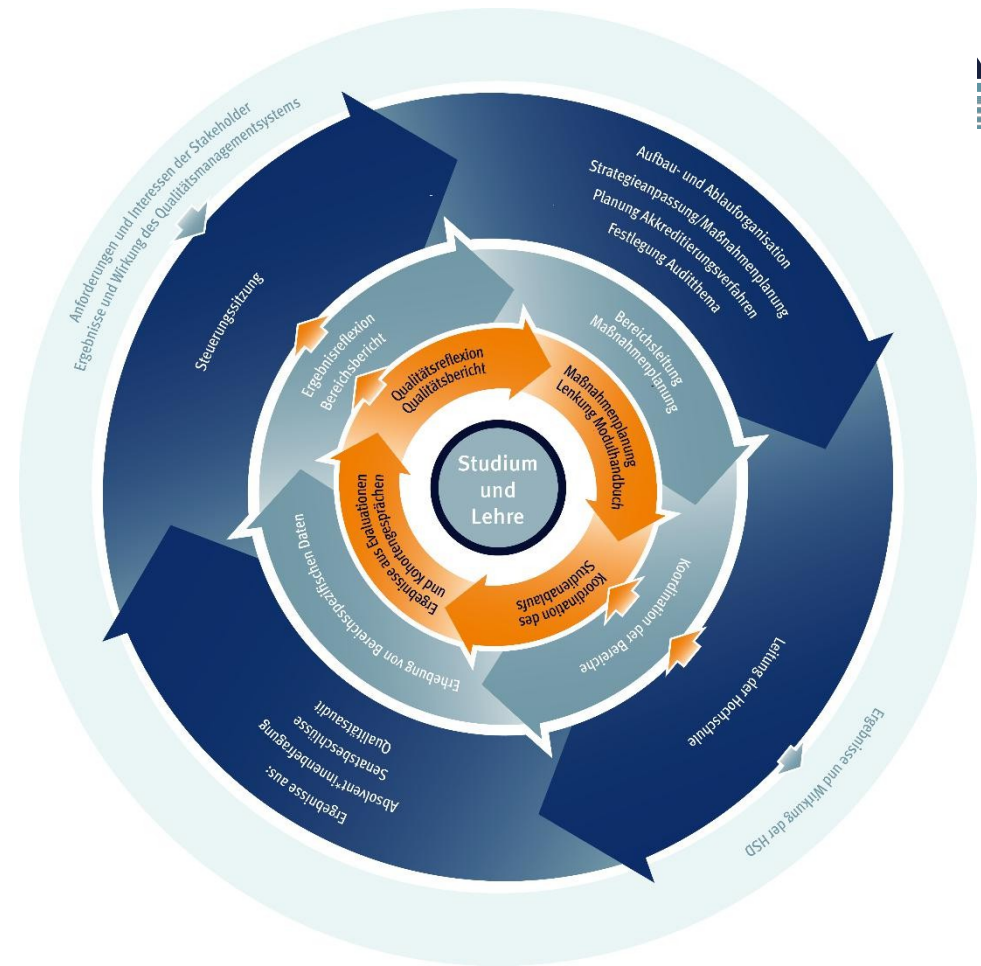 Anforderungen und Interessen der Stakeholder
Ergebnisse und Wirkung des Qualitätsmanagementsystems
Steuerungssitzung
Aufbau- und Ablauforganisation
Strategieanpassung/Maßnahmenplanung
Planung Akkreditierungsverfahren
Festlegung Auditthema
Leitung der Hochschule
Ergebnisse und Wirkung der HSD
Ergebnisse aus:
Absolvent*innenbefragung
Senatsbeschlüsse
Qualitätsaudit
Ergebnisreflexion
Bereichsbericht
Bereichsleitung
Maßnahmenplanung
Koordination der Bereiche
Erhebung von Bereichsspezifischen Daten
Qualitätsreflexion
Qualitätsbericht
Maßnahmenplanung
Lenkung Modulhandbuch
Koordination des
Studienablaufs
Ergebnisse aus Evaluationen
und Kohortengesprächen
Studium
und
Lehre